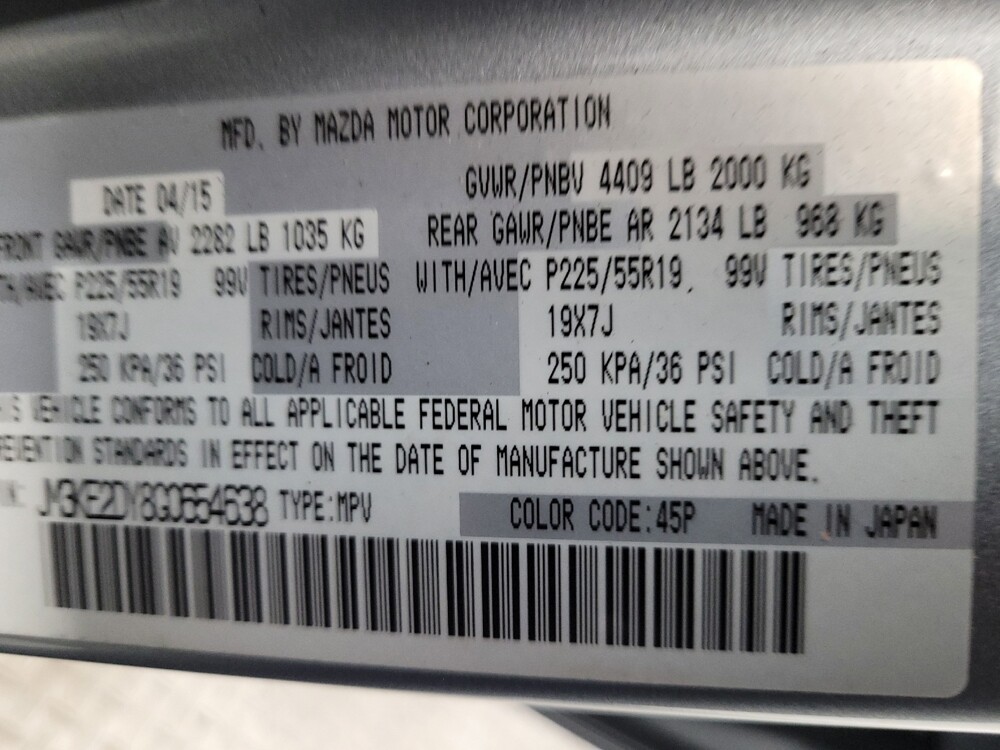 MFD. BY MAZDA MOTOR CORPORATION
DATE 04/15 GVWR/PNBV 4409 LB 2000 KG
FRONT GAWR/PNBE AV 2282 LB 1035 KG REAR GAWR/PNBE AR 2134 LB 968 KG
TH/AVEC P225/55R19 99V TIRES/PNEUS WITH/AVEC P225/55R19 99V TIRES/PNEUS
19X7J RIMS/JANTES 19X7J RIMS/JANTES
250 KPA/36 PSI COLD/A FROID 250 KPA/36 PSI COLD/A FROID
VEHICLE CONFORMS TO ALL APPLICABLE FEDERAL MOTOR VEHICLE SAFETY AND THEFT
REVENTION STANDARDS IN EFFECT ON THE DATE OF MANUFACTURE SHOWN ABOVE.
JM3KE2DY8G0654638 TYPE:MPV COLOR CODE:45P MADE IN JAPAN